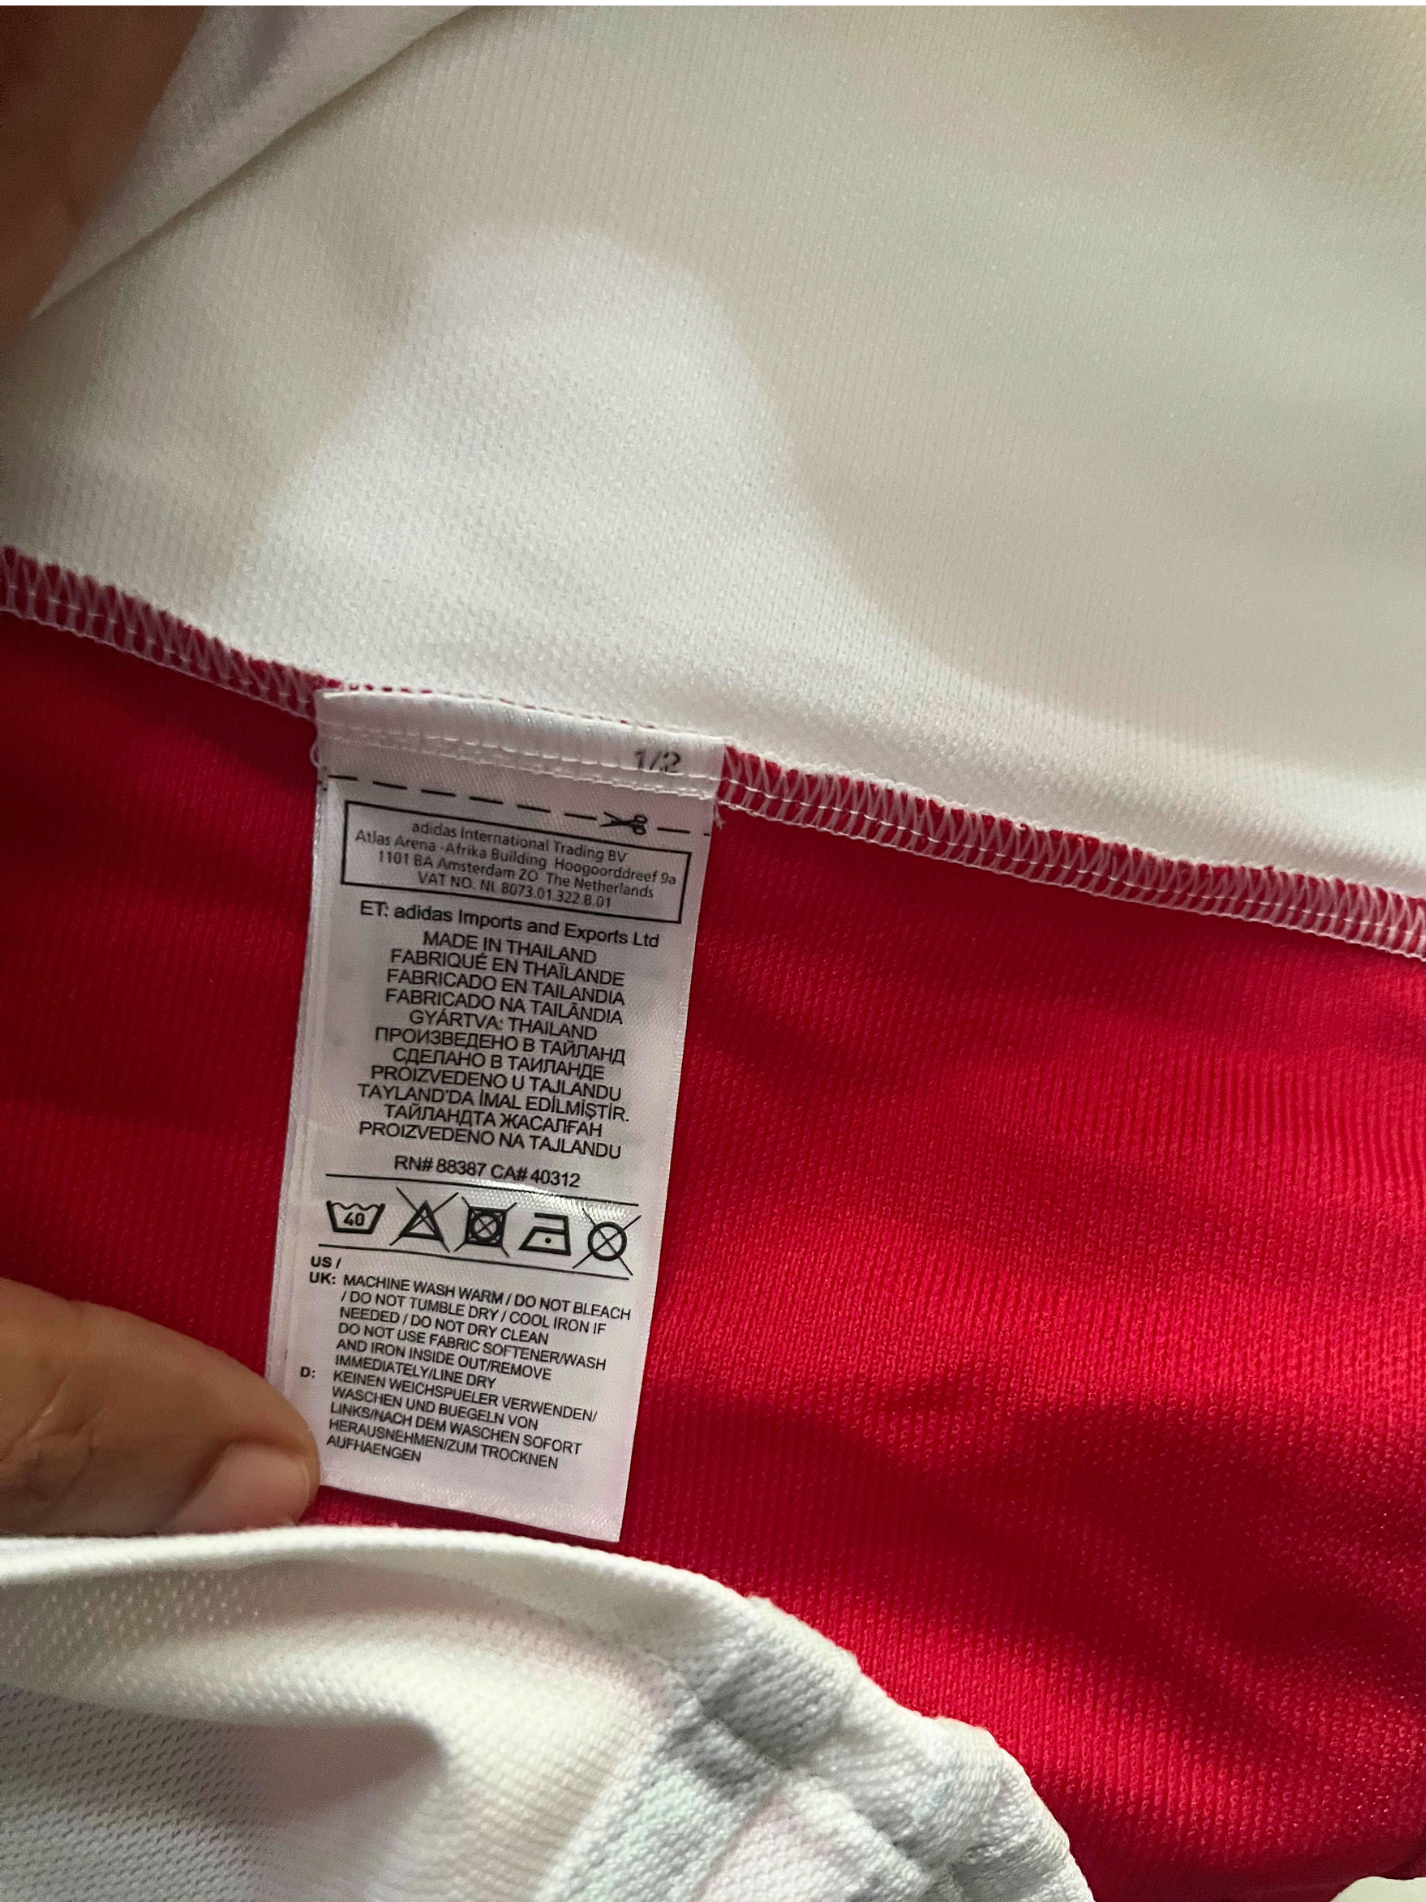 1/2
adidas International Trading BV
Atlas Arena -Afrika Building Hoogoorddreef 9a
1101 BA Amsterdam ZO The Netherlands
VAT NO. NL 8073.01.322.B.01
ET: adidas Imports and Exports Ltd
MADE IN THAILAND
FABRIQUÉ EN THAÏLANDE
FABRICADO EN TAILANDIA
FABRICADO NA TAILÂNDIA
GYÁRTVA: THAILAND
ПРОИЗВЕДЕНО В ТАЙЛАНД
СДЕЛАНО В ТАИЛАНДЕ
PROIZVEDENO U TAJLANDU
TAYLAND'DA İMAL EDİLMİŞTİR.
ТАЙЛАНДТА ЖАСАЛҒАН
PROIZVEDENO NA TAJLANDU
RN# 88387 CA# 40312
40
US /
UK: MACHINE WASH WARM / DO NOT BLEACH
/ DO NOT TUMBLE DRY / COOL IRON IF
NEEDED / DO NOT DRY CLEAN
DO NOT USE FABRIC SOFTENER/WASH
AND IRON INSIDE OUT/REMOVE
IMMEDIATELY/LINE DRY
D: KEINEN WEICHSPUELER VERWENDEN/
WASCHEN UND BUEGELN VON
LINKS/NACH DEM WASCHEN SOFORT
HERAUSNEHMEN/ZUM TROCKNEN
AUFHAENGEN